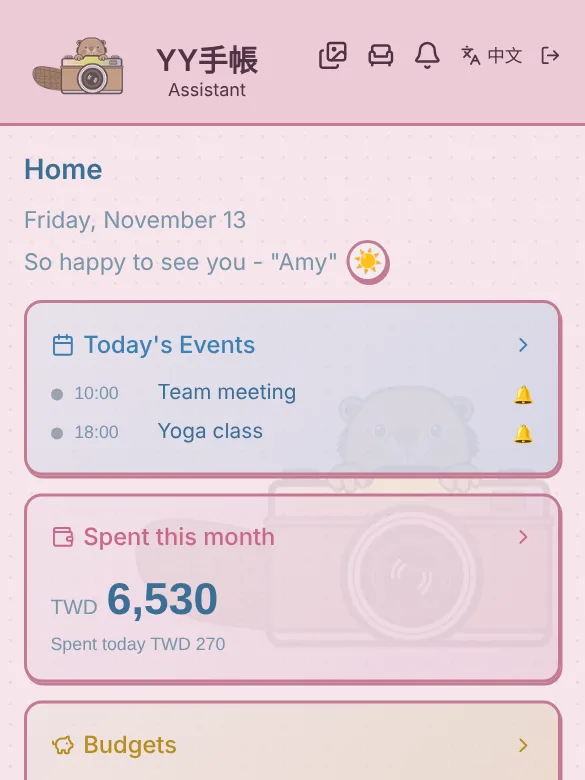 YY手帳
Assistant
中文
Home
Friday, November 13
So happy to see you - "Amy"
Today's Events
10:00 Team meeting
18:00 Yoga class
Spent this month
TWD 6,530
Spent today TWD 270
Budgets